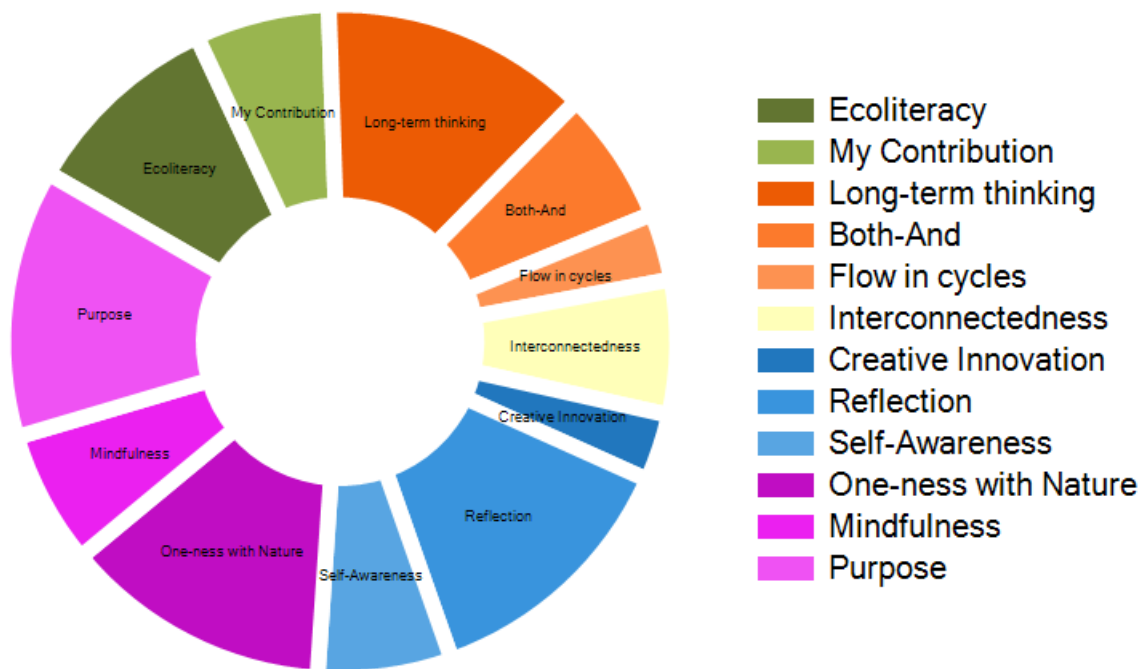 My Contribution
Long-term thinking
Ecoliteracy
Both-And
Flow in cycles
Purpose
Interconnectedness
Creative Innovation
Mindfulness
Reflection
One-ness with Nature
Self-Awareness
Ecoliteracy
My Contribution
Long-term thinking
Both-And
Flow in cycles
Interconnectedness
Creative Innovation
Reflection
Self-Awareness
One-ness with Nature
Mindfulness
Purpose